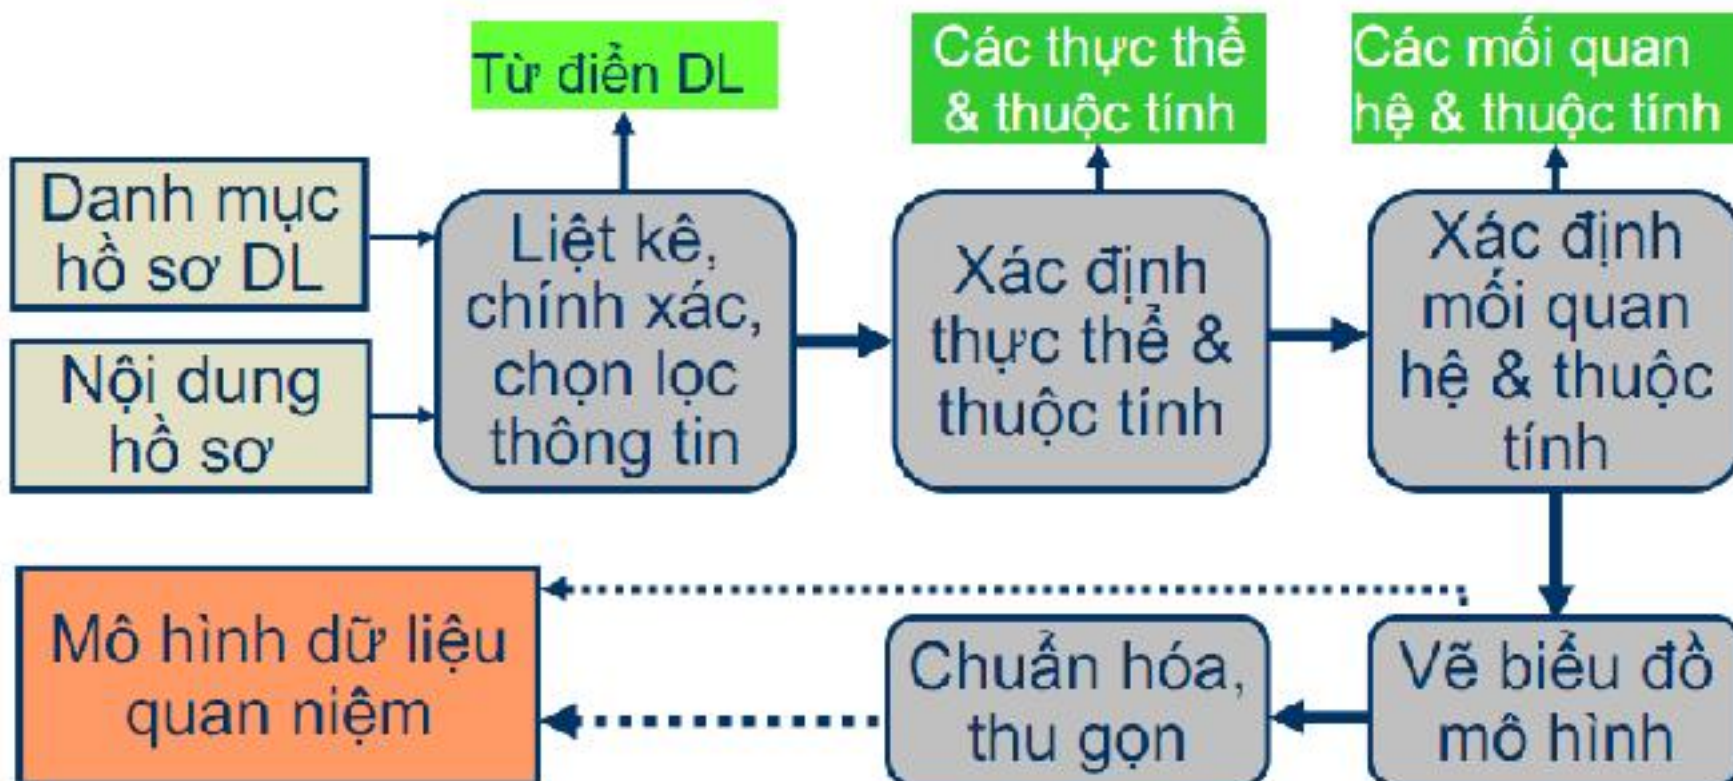 Từ điển DL
Các thực thể
& thuộc tính
Các mối quan
hệ & thuộc tính
Danh mục
hồ sơ DL
Nội dung
hồ sơ
Liệt kê,
chính xác,
chọn lọc
thông tin
Xác định
thực thể &
thuộc tính
Xác định
mối quan
hệ & thuộc
tính
Vẽ biểu đồ
mô hình
Chuẩn hóa,
thu gọn
Mô hình dữ liệu
quan niệm